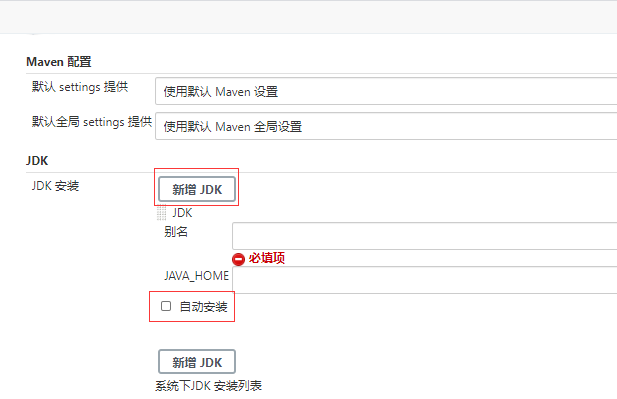 Maven 配置
默认 settings 提供
使用默认 Maven 设置
默认全局 settings 提供
使用默认 Maven 全局设置
JDK
JDK 安装
新增 JDK
JDK
别名
必填项
JAVA_HOME
自动安装
新增 JDK
系统下JDK 安装列表